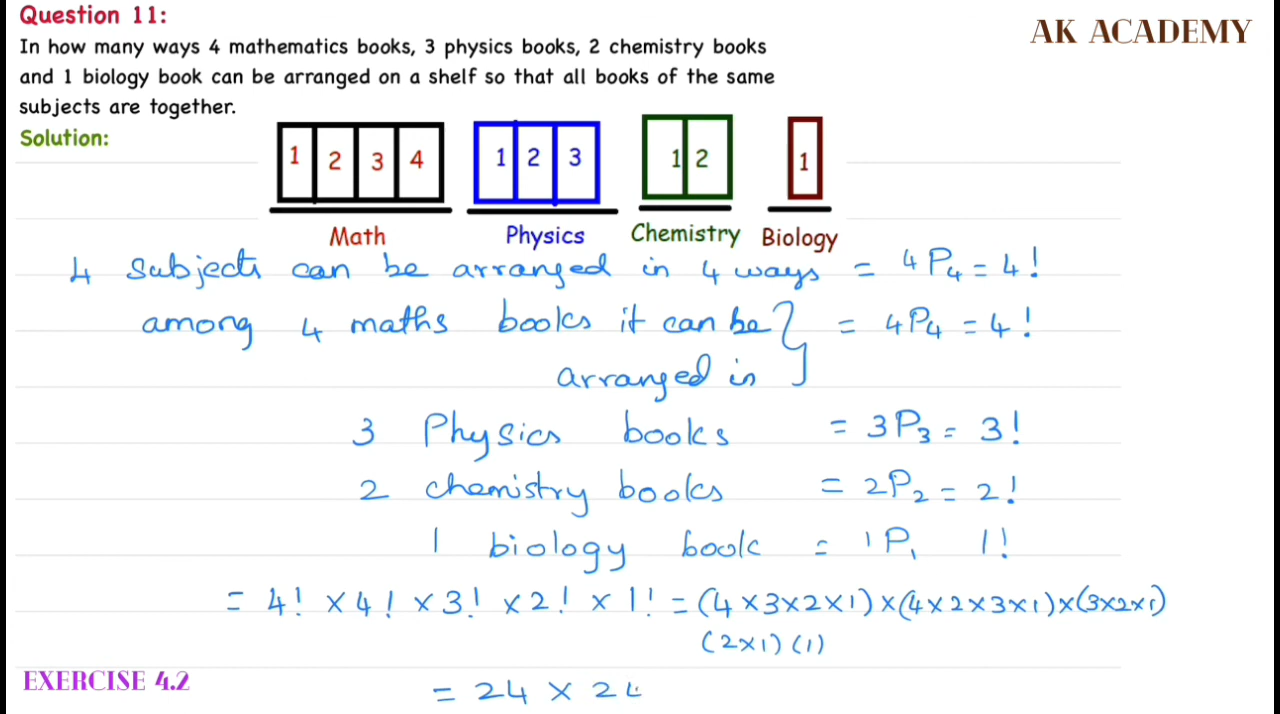 Question 11:
AK ACADEMY
In how many ways 4 mathematics books, 3 physics books, 2 chemistry books
and 1 biology book can be arranged on a shelf so that all books of the same
subjects are together.
Solution:
1 2 3 4
1 2 3
1 2
1
Math Physics Chemistry Biology
4 subjects can be arranged in 4 ways = 4P₄ = 4!
among 4 maths books it can be } = 4P₄ = 4!
arranged in
3 Physics books = 3P₃ = 3!
2 chemistry books = 2P₂ = 2!
1 biology book = 1P₁ 1!
= 4! × 4! × 3! × 2! × 1! = (4×3×2×1)×(4×2×3×1)×(3×2×1)
(2×1) (1)
= 24 × 24
EXERCISE 4.2